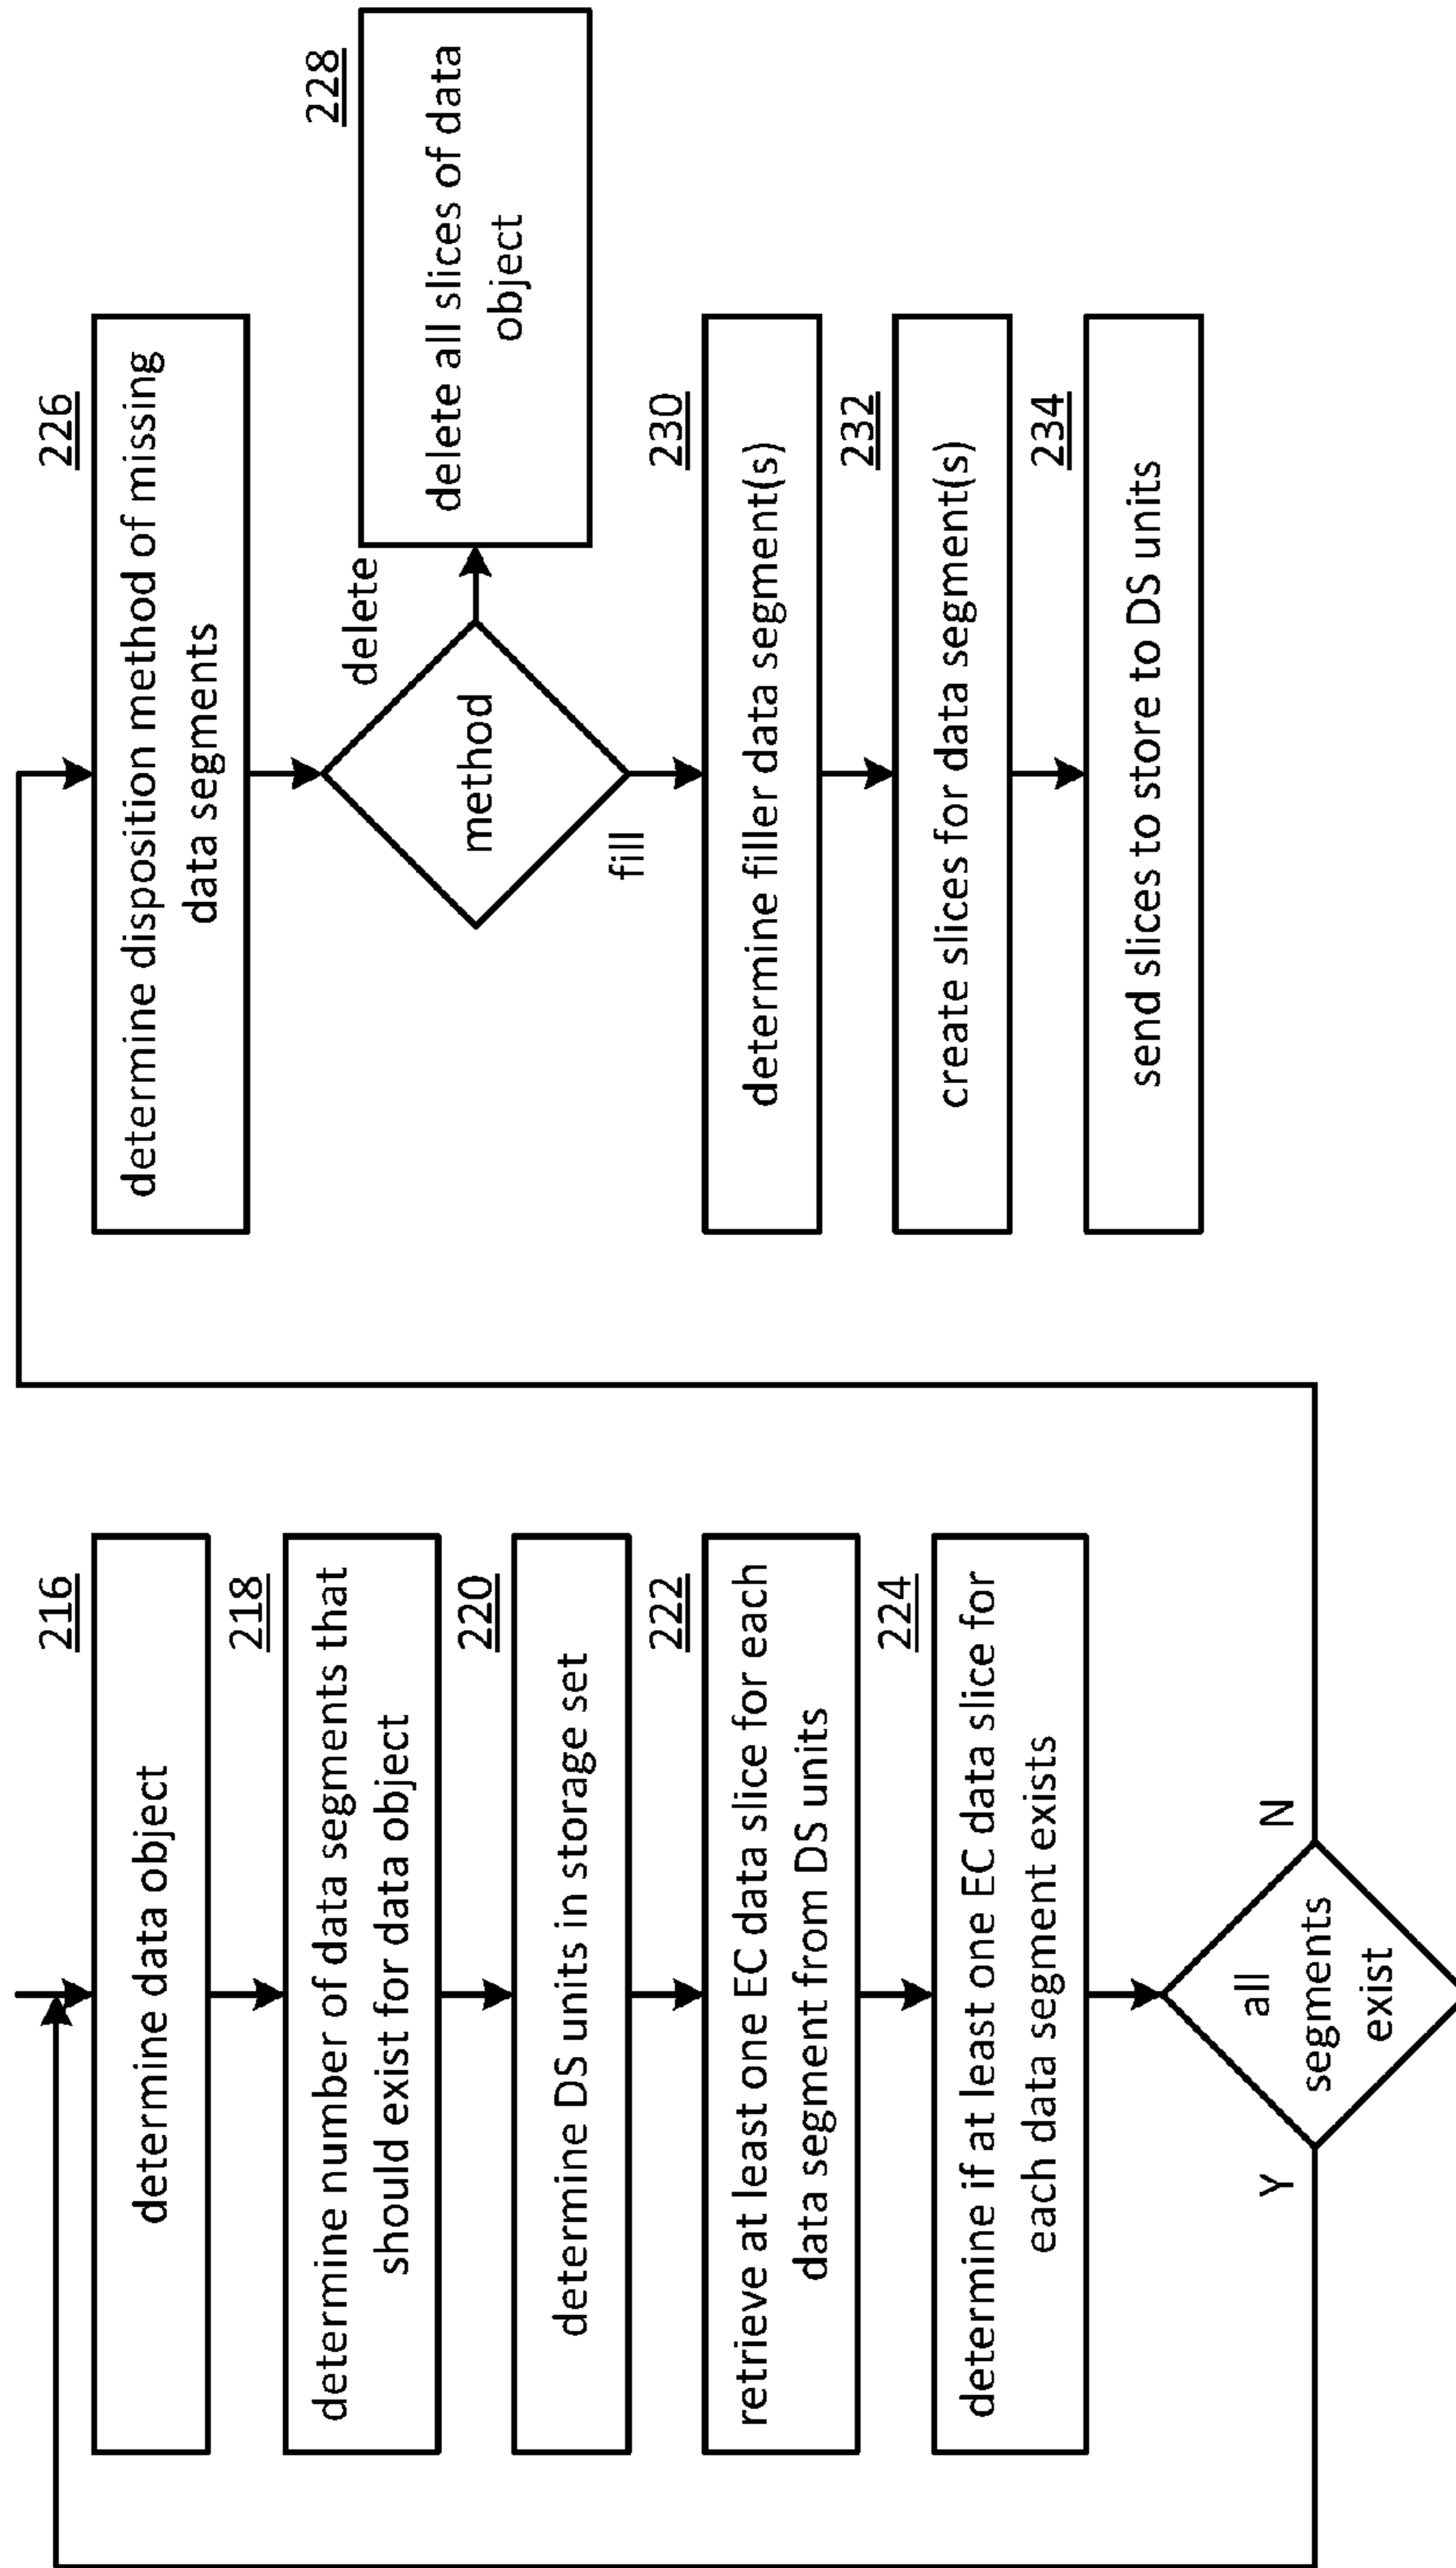 216
determine data object
218
determine number of data segments that
should exist for data object
220
determine DS units in storage set
222
retrieve at least one EC data slice for each
data segment from DS units
224
determine if at least one EC data slice for
each data segment exists
all
segments
exist
Y
N
226
determine disposition method of missing
data segments
method
delete
228
delete all slices of data
object
fill
230
determine filler data segment(s)
232
create slices for data segment(s)
234
send slices to store to DS units